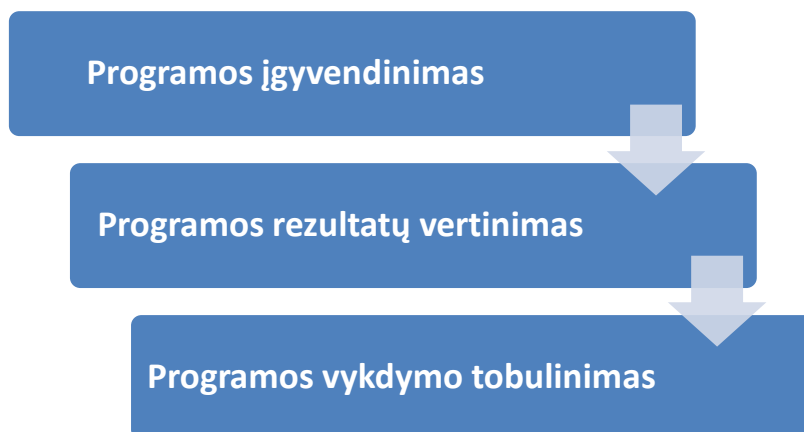 Programos įgyvendinimas
Programos rezultatų vertinimas
Programos vykdymo tobulinimas